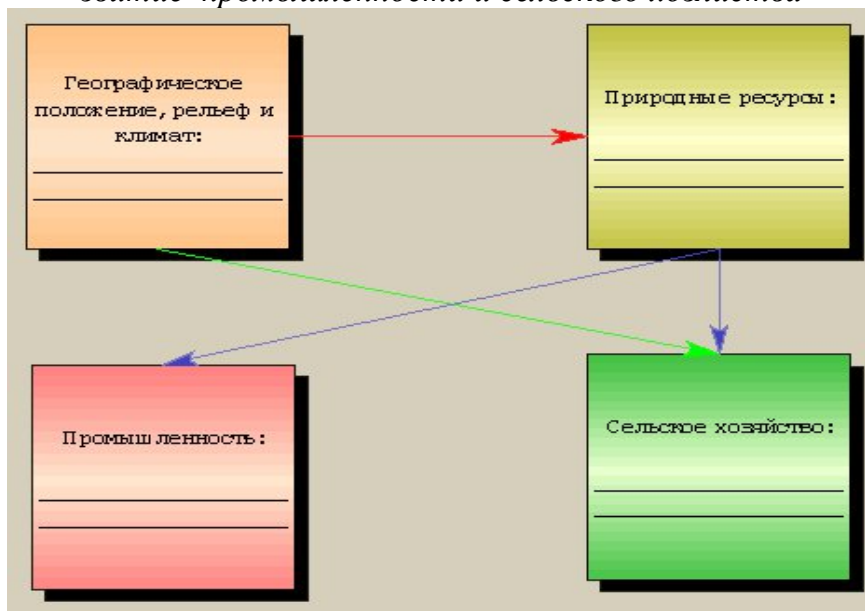 Географическое
положение, рельеф и
климат:
Природные ресурсы:
Промышленность:
Сельское хозяйство: